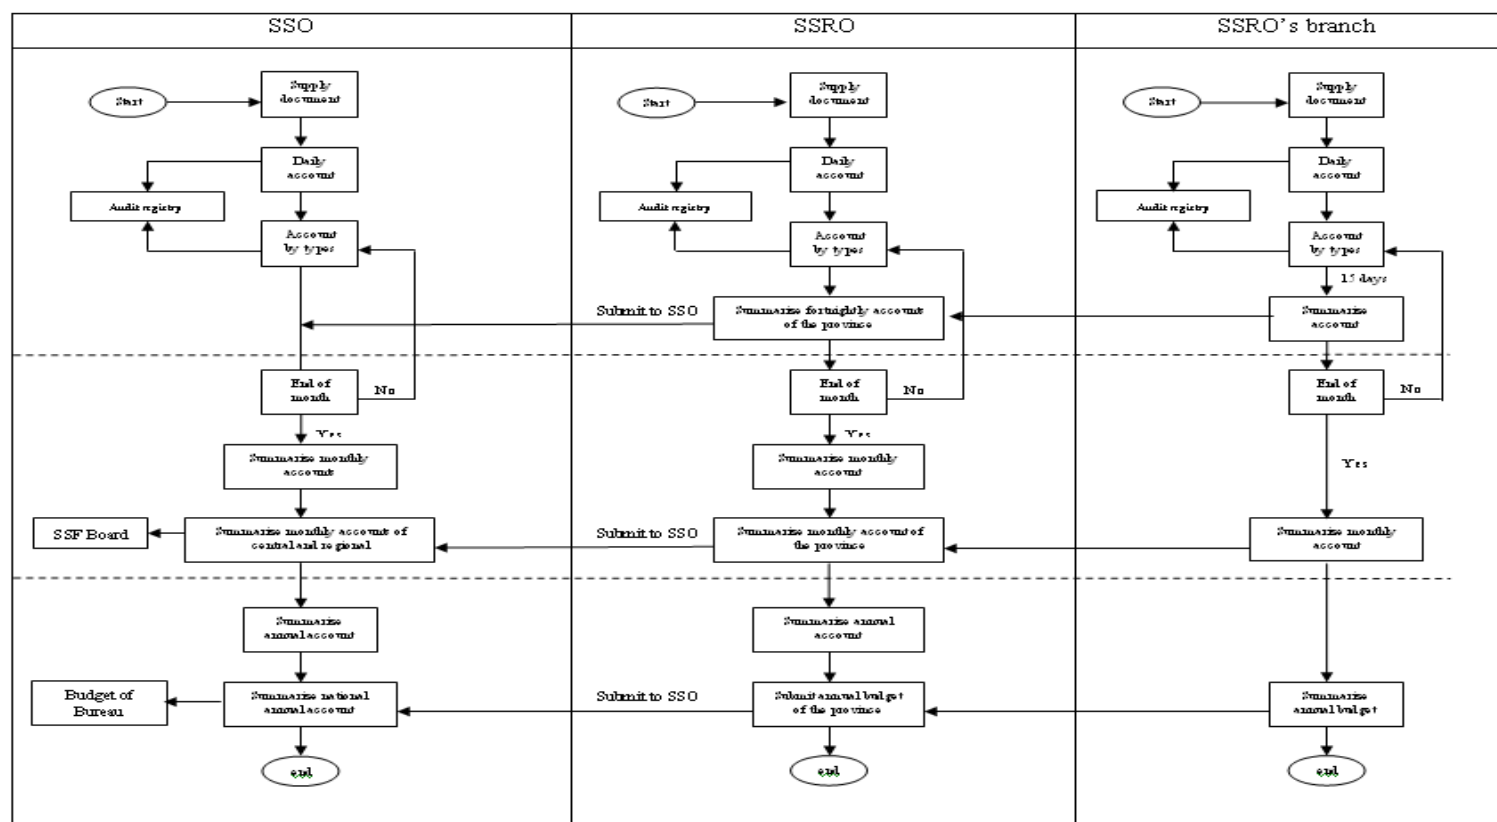 SSO
SSRO
SSRO's branch
Start
Supply
document
Start
Supply
document
Start
Supply
document
Daily
account
Daily
account
Daily
account
Audit registry
Audit registry
Audit registry
Account
by types
Account
by types
Account
by types
15 days
Submit to SSO
Summarise fortnightly accounts
of the province
Summarise
account
End of
month
No
End of
month
No
End of
month
No
Yes
Yes
Yes
Summarise monthly
account
Summarise monthly
account
SSF Board
Summarise monthly accounts of
central and regional
Submit to SSO
Summarise monthly account of
the province
Summarise monthly
account
Summarise
annual account
Summarise annual
account
Budget of
Bureau
Summarise national
annual account
Submit to SSO
Submit annual budget
of the province
Summarise
annual budget
end
end
end